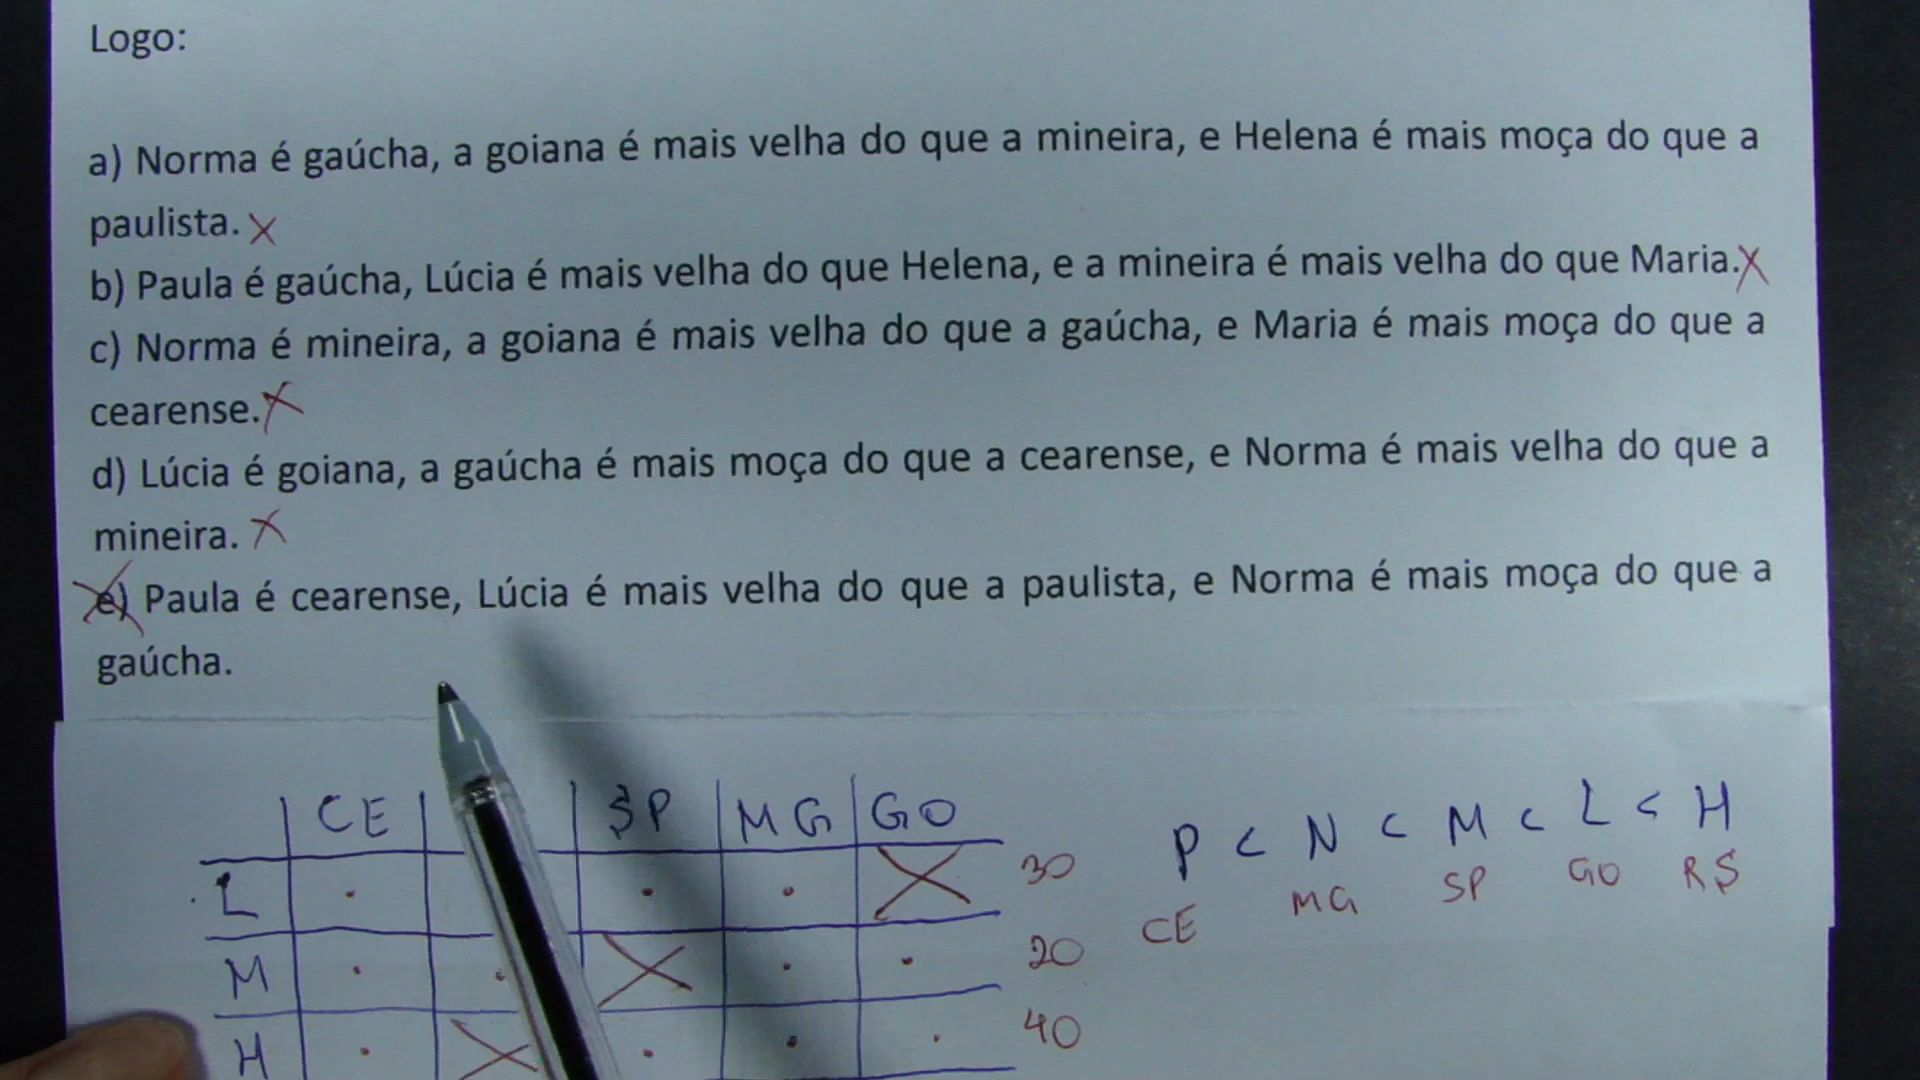 Logo:
a) Norma é gaúcha, a goiana é mais velha do que a mineira, e Helena é mais moça do que a
paulista. X
b) Paula é gaúcha, Lúcia é mais velha do que Helena, e a mineira é mais velha do que Maria. X
c) Norma é mineira, a goiana é mais velha do que a gaúcha, e Maria é mais moça do que a
cearense. X
d) Lúcia é goiana, a gaúcha é mais moça do que a cearense, e Norma é mais velha do que a
mineira. X
e) Paula é cearense, Lúcia é mais velha do que a paulista, e Norma é mais moça do que a
gaúcha.
CE SP MG GO
L X 30
M X 20
H X 40
P < N < M < L < H
CE MG SP GO RS